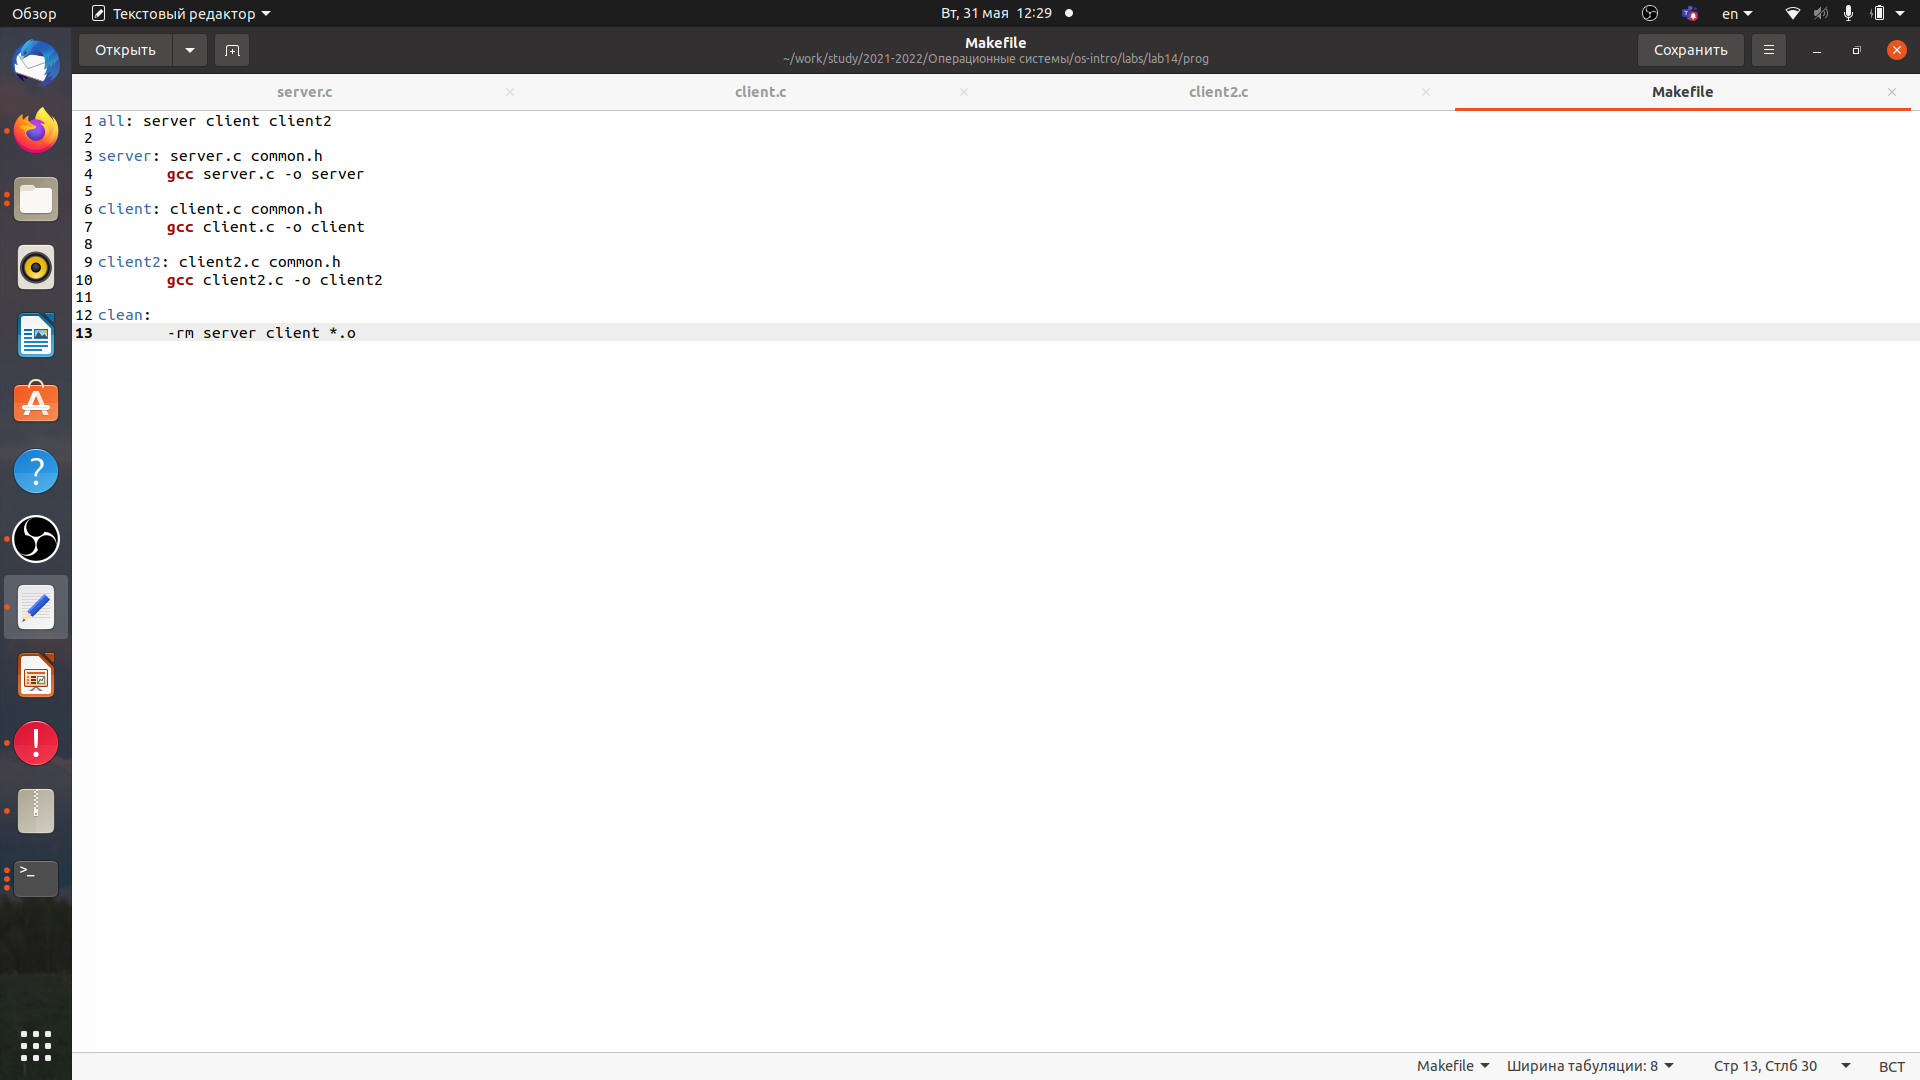 Обзор
Текстовый редактор
Вт, 31 мая 12:29
en
Открыть
Makefile
~/work/study/2021-2022/Операционные системы/os-intro/labs/lab14/prog
Сохранить
server.c
client.c
client2.c
Makefile
1 all: server client client2
2
3 server: server.c common.h
4 gcc server.c -o server
5
6 client: client.c common.h
7 gcc client.c -o client
8
9 client2: client2.c common.h
10 gcc client2.c -o client2
11
12 clean:
13 -rm server client *.o
Makefile
Ширина табуляции: 8
Стр 13, Стлб 30
ВСТ